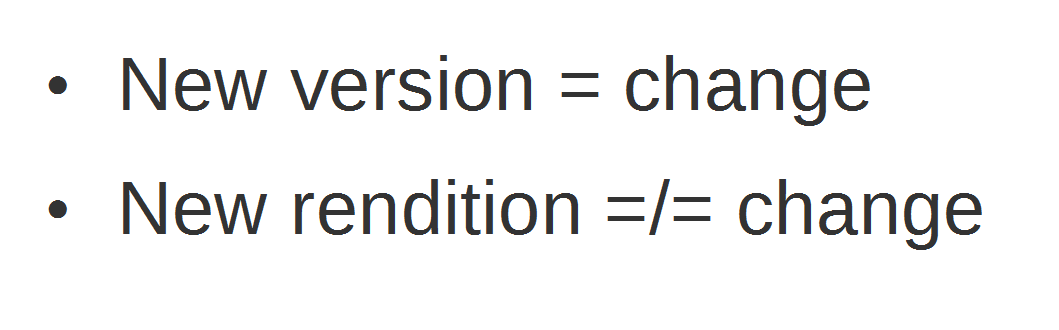 • New version = change
• New rendition =/= change